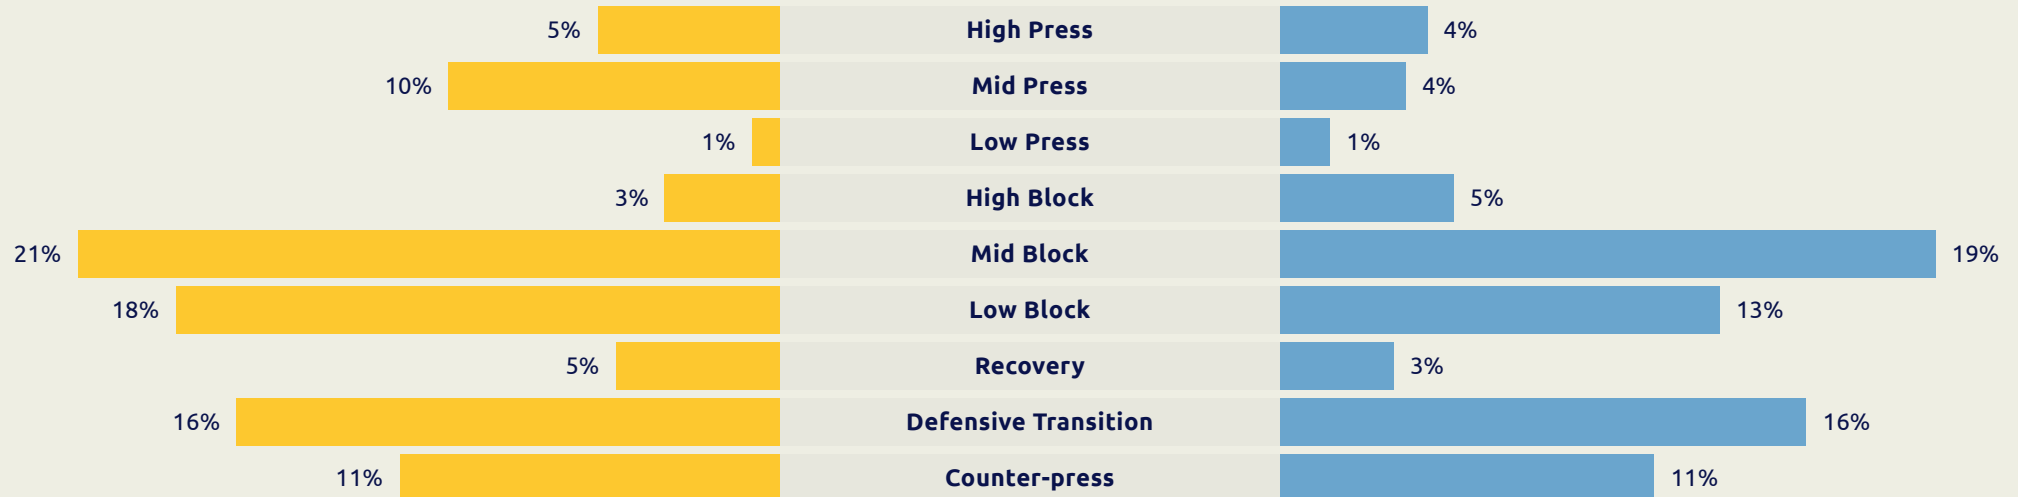 5% High Press 4%
10% Mid Press 4%
1% Low Press 1%
3% High Block 5%
21% Mid Block 19%
18% Low Block 13%
5% Recovery 3%
16% Defensive Transition 16%
11% Counter-press 11%